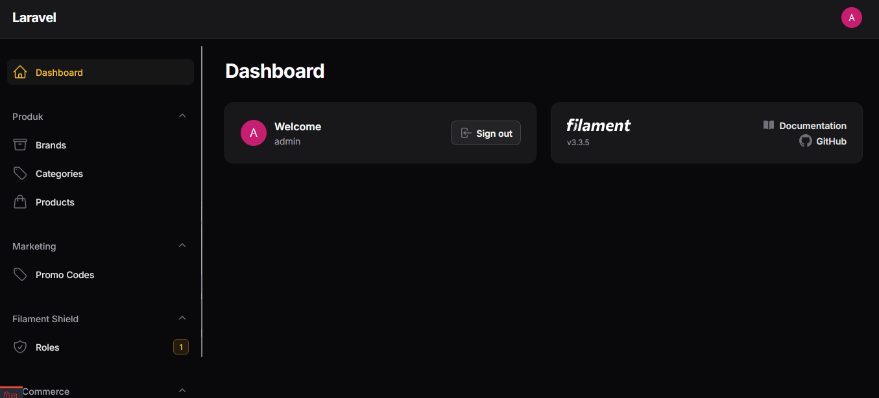 Laravel
A
Dashboard
Produk
Brands
Categories
Products
Marketing
Promo Codes
Filament Shield
Roles
1
Commerce
Dashboard
A
Welcome
admin
Sign out
filament
v3.3.5
Documentation
GitHub